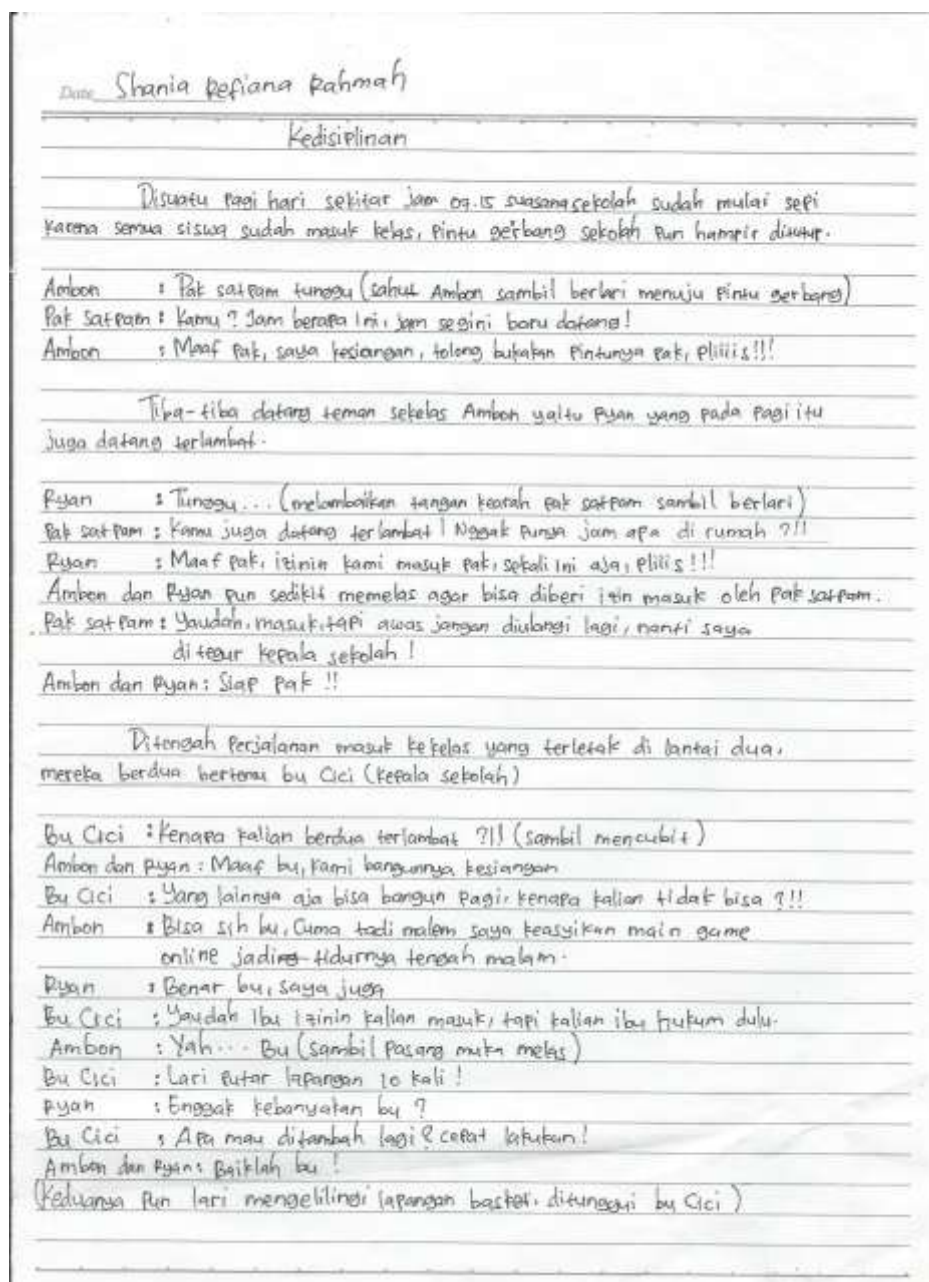 Date Shania Refiana Rahmah
Kedisiplinan
Disuatu Pagi hari sekitar Jam 07.15 suasana sekolah sudah mulai sepi
karena semua siswa sudah masuk kelas, Pintu gerbang sekolah Pun hampir ditutup.
Ambon : Pak satpam tunggu (sahut Ambon sambil berlari menuju Pintu gerbang)
Pak Satpam : Kamu ? Jam berapa Ini, jam segini baru datang !
Ambon : Maaf Pak, saya kesiangan, tolong bukakan Pintunya pak, Pliiiis!!!
Tiba-tiba datang teman sekelas Ambon yaitu Ryan yang pada Pagi itu
juga datang terlambat.
Ryan : Tunggu... (melambaikan tangan kearah pak satpam sambil berlari)
Pak satpam : Kamu juga datang terlambat ! Nggak Punya jam apa di rumah ?!!
Ryan : Maaf pak, izinin kami masuk pak, sekali ini aja, Pliiis !!!
Ambon dan Ryan pun sedikit memelas agar bisa diberi izin masuk oleh Pak satpam.
Pak satpam : Yaudah, masuk, tapi awas jangan diulangi lagi, nanti saya
di tegur kepala sekolah !
Ambon dan Ryan : Siap Pak !!
Ditengah Perjalanan masuk ke kelas yang terletak di lantai dua,
mereka berdua bertemu bu Cici (kepala sekolah)
Bu Cici : Kenapa kalian berdua terlambat ?!! (sambil mencubit)
Ambon dan Ryan : Maaf bu, kami bangunnya kesiangan
Bu Cici : Yang lainnya aja bisa bangun Pagi, kenapa kalian tidak bisa ?!!
Ambon : Bisa sih bu, Cuma tadi malem saya keasyikan main game
online jadi tidurnya tengah malam.
Ryan : Benar bu, saya juga
Bu Cici : Yaudah Ibu izinin kalian masuk, tapi kalian ibu hukum dulu.
Ambon : Yah... Bu (sambil Pasang muka melas)
Bu Cici : Lari Putar lapangan 10 kali !
Ryan : Enggak kebanyakan bu ?
Bu Cici : Apa mau ditambah lagi ? cepat lakukan !
Ambon dan Ryan : Baiklah bu !
(Keduanya Pun lari mengelilingi lapangan basket, ditunggui bu Cici)